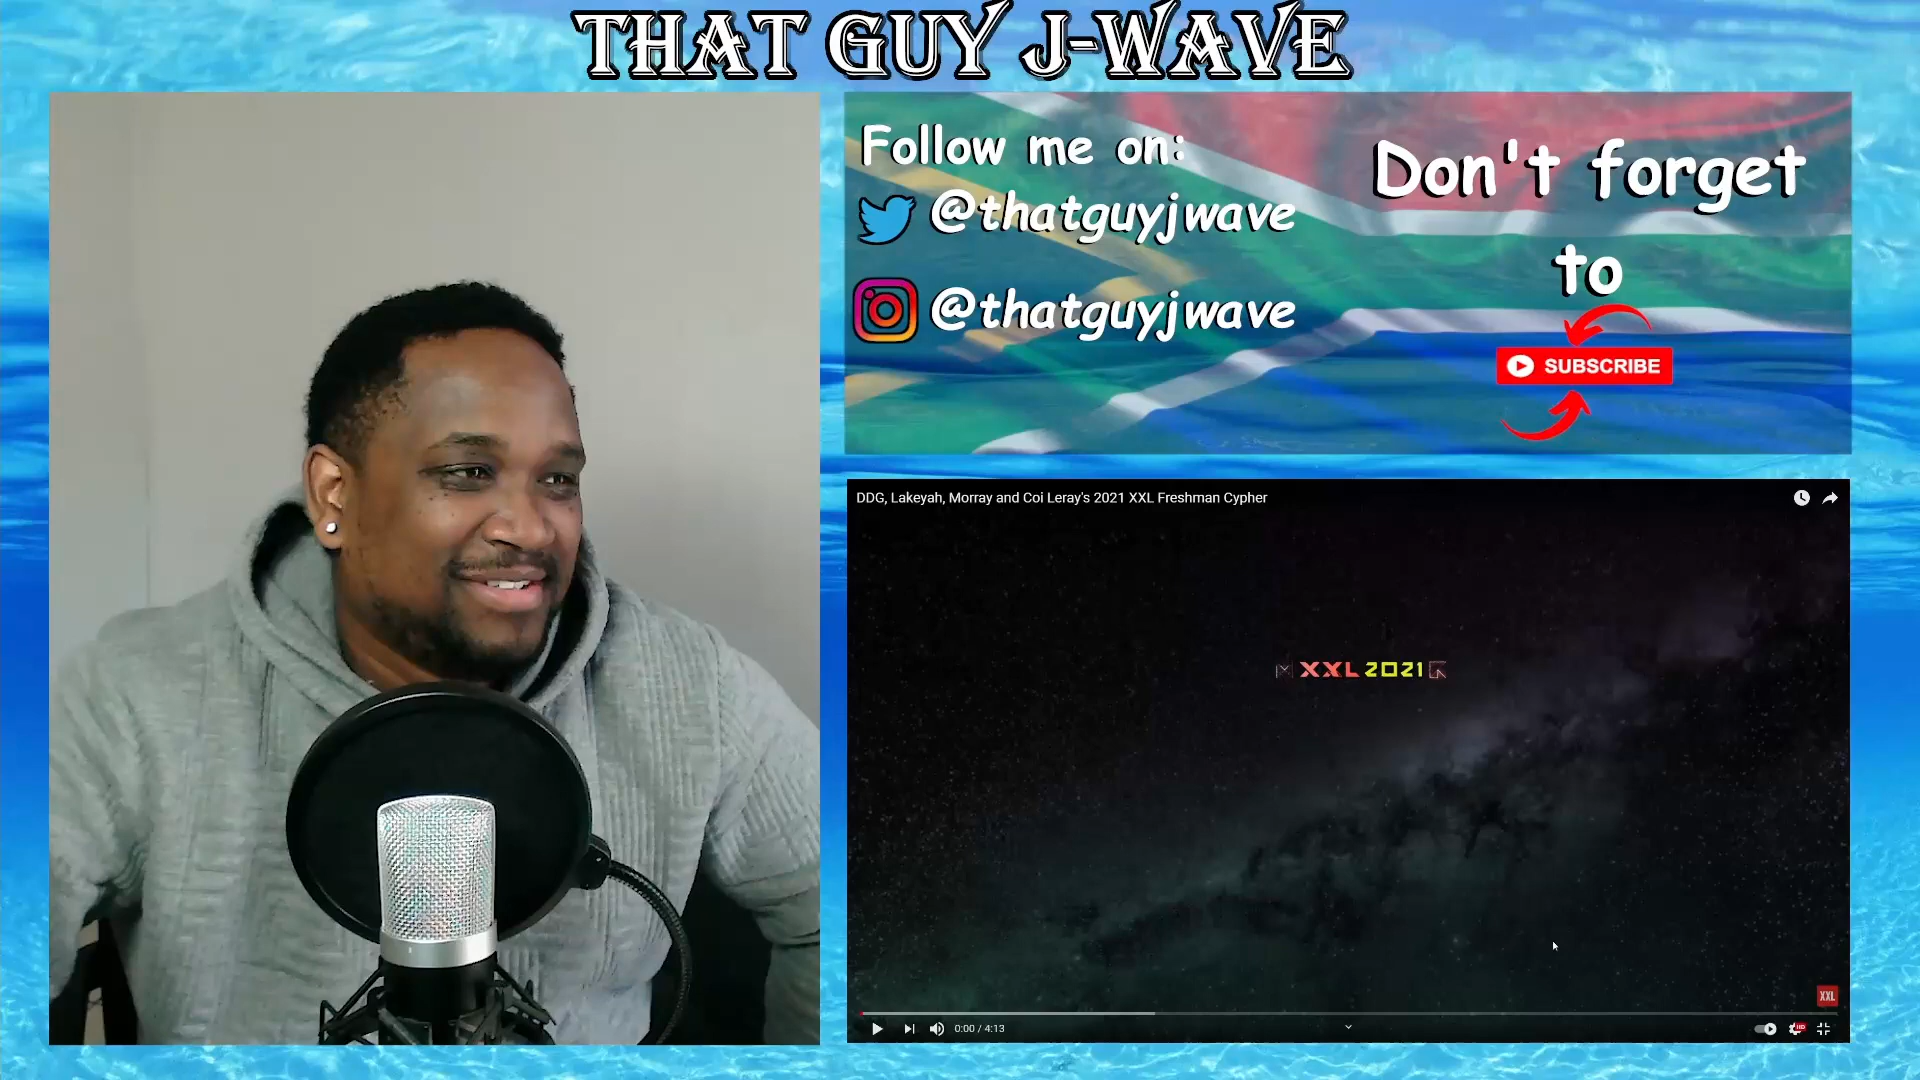 THAT GUY J-WAVE
Follow me on:
@thatguyjwave
@thatguyjwave
Don't forget
to
SUBSCRIBE
DDG, Lakeyah, Morray and Coi Leray's 2021 XXL Freshman Cypher
XXL 2021
XXL
0:00 / 4:13
HD